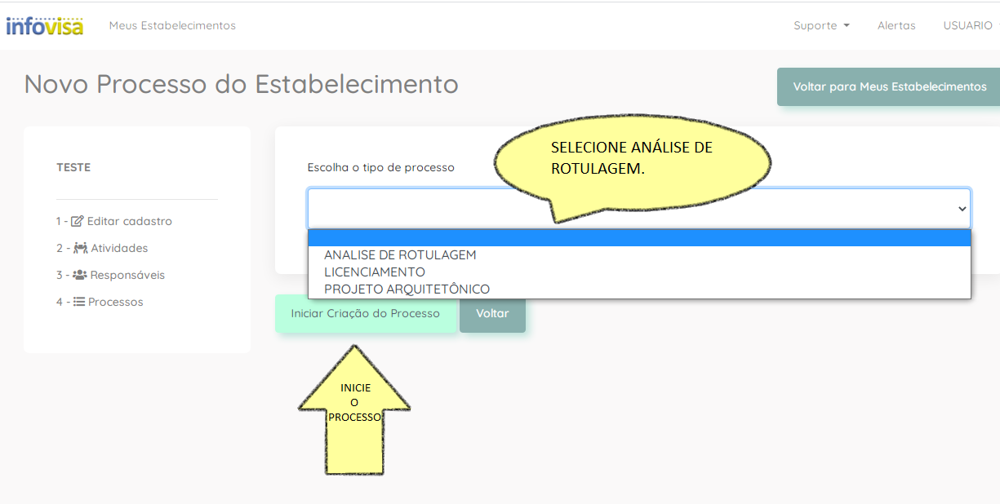 infovisa
Meus Estabelecimentos
Suporte
Alertas
USUARIO
Novo Processo do Estabelecimento
Voltar para Meus Estabelecimentos
TESTE
1 - Editar cadastro
2 - Atividades
3 - Responsáveis
4 - Processos
Escolha o tipo de processo
SELECIONE ANÁLISE DE
ROTULAGEM.
ANALISE DE ROTULAGEM
LICENCIAMENTO
PROJETO ARQUITETÔNICO
Iniciar Criação do Processo
Voltar
INICIE
O
PROCESSO